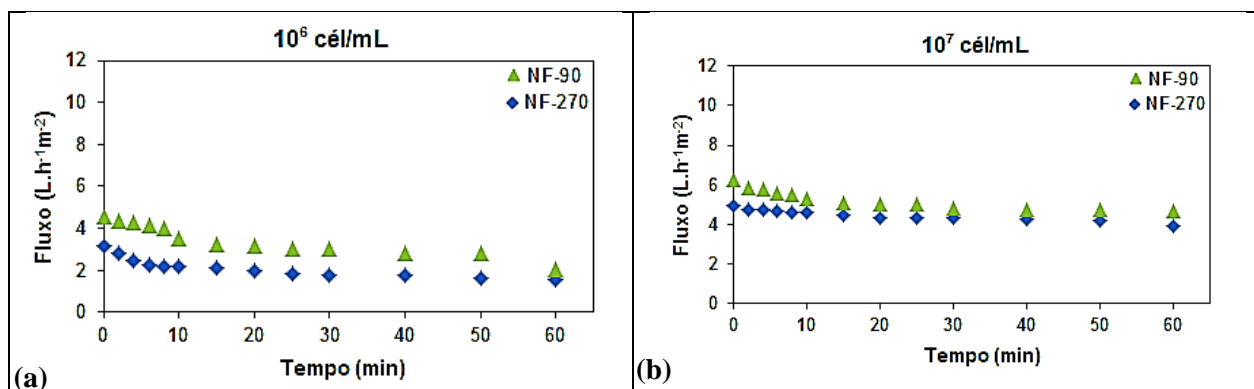 10⁶ cél/mL
12
10
8
6
4
2
0
Fluxo (L.h⁻¹m⁻²)
NF-90
NF-270
0 10 20 30 40 50 60
Tempo (min)
(a)
10⁷ cél/mL
12
10
8
6
4
2
0
Fluxo (L.h⁻¹m⁻²)
NF-90
NF-270
0 10 20 30 40 50 60
Tempo (min)
(b)